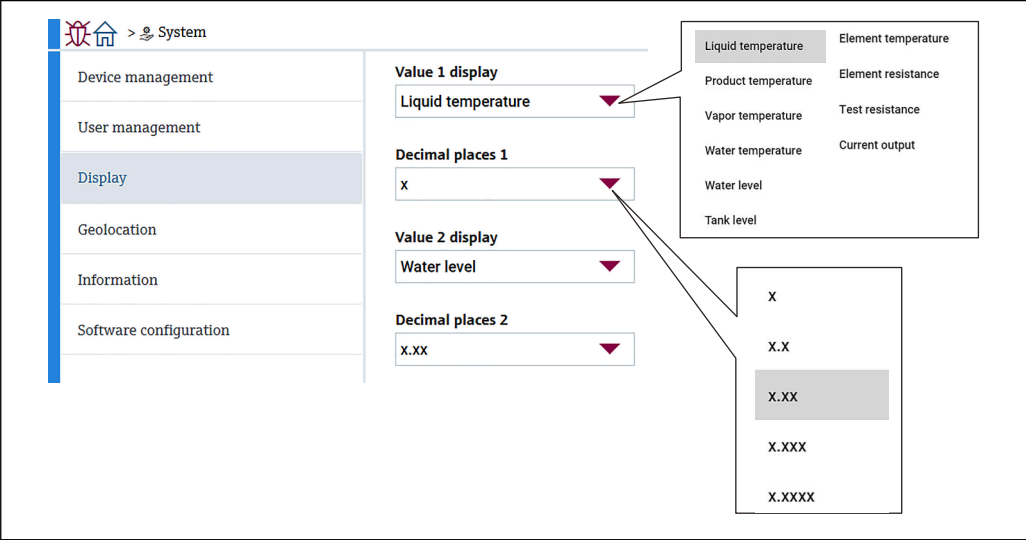 > System
Device management
User management
Display
Geolocation
Information
Software configuration
Value 1 display
Liquid temperature
Decimal places 1
x
Value 2 display
Water level
Decimal places 2
x.xx
Liquid temperature
Product temperature
Vapor temperature
Water temperature
Water level
Tank level
Element temperature
Element resistance
Test resistance
Current output
x
x.x
x.xx
x.xxx
x.xxxx